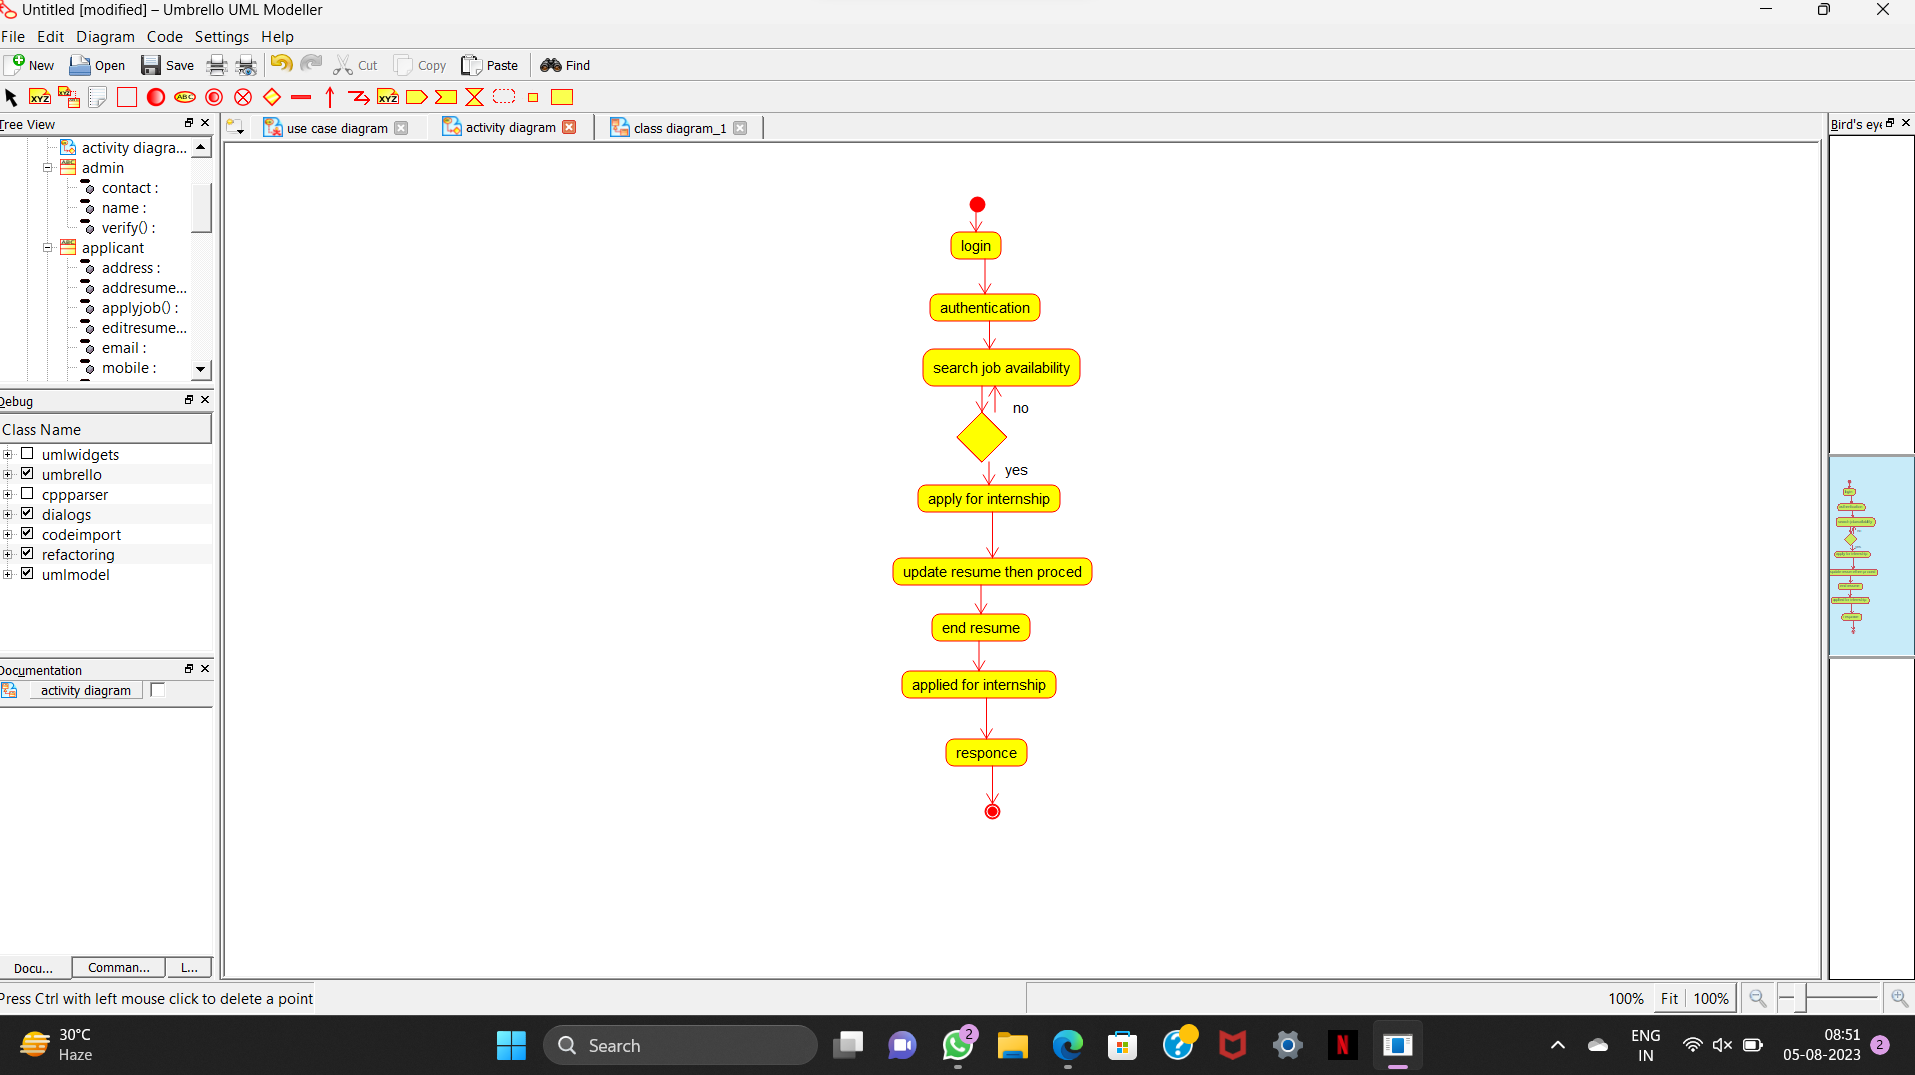 Untitled [modified] – Umbrello UML Modeller
File Edit Diagram Code Settings Help
New Open Save Cut Copy Paste Find
Tree View
use case diagram activity diagram class diagram_1
Bird's eye
activity diagra...
admin
contact :
name :
verify() :
applicant
address :
addresume...
applyjob() :
editresume...
email :
mobile :
Debug
Class Name
umlwidgets
umbrello
cppparser
dialogs
codeimport
refactoring
umlmodel
Documentation
activity diagram
Docu... Comman... L...
login
authentication
search job availability
no
yes
apply for internship
update resume then proced
end resume
applied for internship
responce
Press Ctrl with left mouse click to delete a point
100% Fit 100%
30°C
Haze
Search
2
ENG
IN
08:51
05-08-2023
2